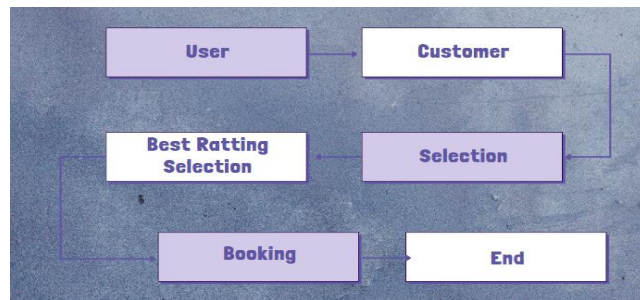 User
Customer
Best Ratting
Selection
Selection
Booking
End